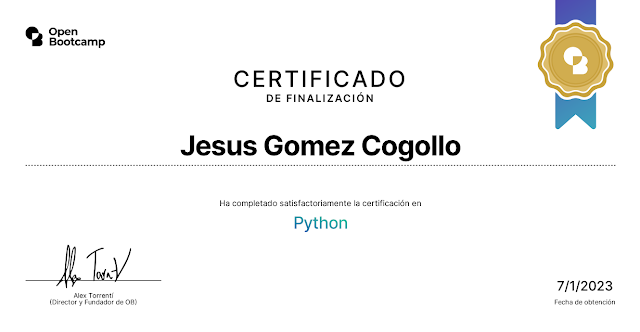 Open
Bootcamp
CERTIFICADO
DE FINALIZACIÓN
Jesus Gomez Cogollo
Ha completado satisfactoriamente la certificación en
Python
Alex Torrenti
(Director y Fundador de OB)
7/1/2023
Fecha de obtención